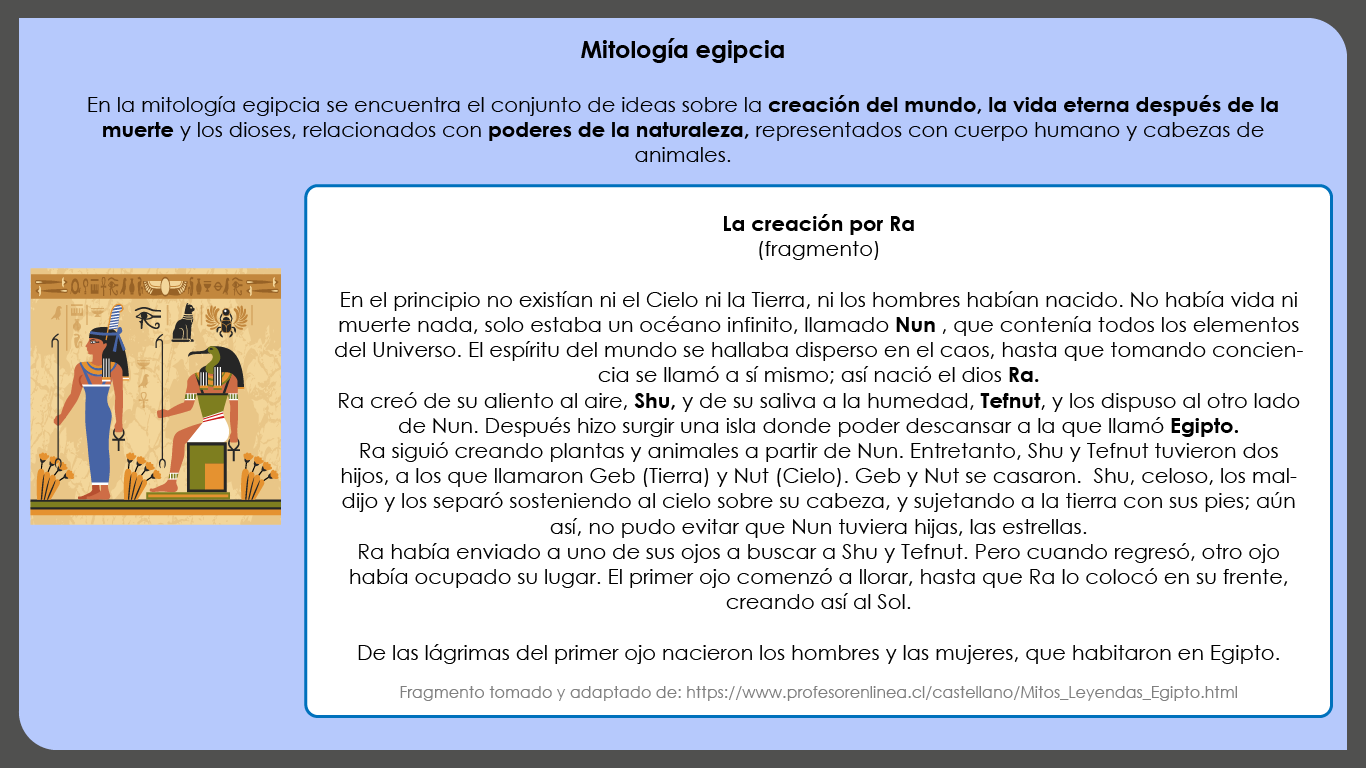 Mitología egipcia
En la mitología egipcia se encuentra el conjunto de ideas sobre la creación del mundo, la vida eterna después de la
muerte y los dioses, relacionados con poderes de la naturaleza, representados con cuerpo humano y cabezas de
animales.
La creación por Ra
(fragmento)
En el principio no existían ni el Cielo ni la Tierra, ni los hombres habían nacido. No había vida ni
muerte nada, solo estaba un océano infinito, llamado Nun , que contenía todos los elementos
del Universo. El espíritu del mundo se hallaba disperso en el caos, hasta que tomando concien-
cia se llamó a sí mismo; así nació el dios Ra.
Ra creó de su aliento al aire, Shu, y de su saliva a la humedad, Tefnut, y los dispuso al otro lado
de Nun. Después hizo surgir una isla donde poder descansar a la que llamó Egipto.
Ra siguió creando plantas y animales a partir de Nun. Entretanto, Shu y Tefnut tuvieron dos
hijos, a los que llamaron Geb (Tierra) y Nut (Cielo). Geb y Nut se casaron.  Shu, celoso, los mal-
dijo y los separó sosteniendo al cielo sobre su cabeza, y sujetando a la tierra con sus pies; aún
así, no pudo evitar que Nun tuviera hijas, las estrellas.
Ra había enviado a uno de sus ojos a buscar a Shu y Tefnut. Pero cuando regresó, otro ojo
había ocupado su lugar. El primer ojo comenzó a llorar, hasta que Ra lo colocó en su frente,
creando así al Sol.
De las lágrimas del primer ojo nacieron los hombres y las mujeres, que habitaron en Egipto.
Fragmento tomado y adaptado de: https://www.profesorenlinea.cl/castellano/Mitos_Leyendas_Egipto.html